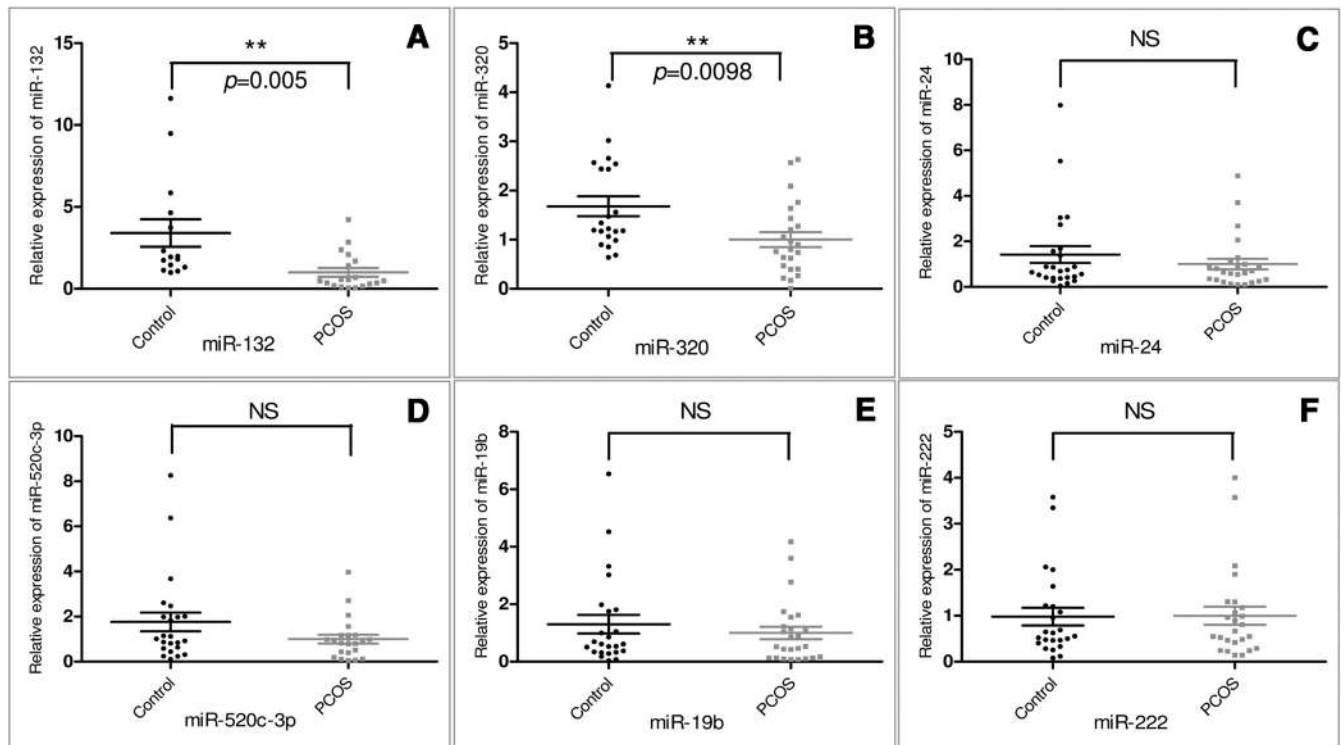 A
**
p=0.005
Relative expression of miR-132
15
10
5
0
Control
PCOS
miR-132
B
**
p=0.0098
Relative expression of miR-320
5
4
3
2
1
0
Control
PCOS
miR-320
C
NS
Relative expression of miR-24
10
8
6
4
2
0
Control
PCOS
miR-24
D
NS
Relative expression of miR-520c-3p
10
8
6
4
2
0
Control
PCOS
miR-520c-3p
E
NS
Relative expression of miR-19b
8
6
4
2
0
Control
PCOS
miR-19b
F
NS
Relative expression of miR-222
5
4
3
2
1
0
Control
PCOS
miR-222